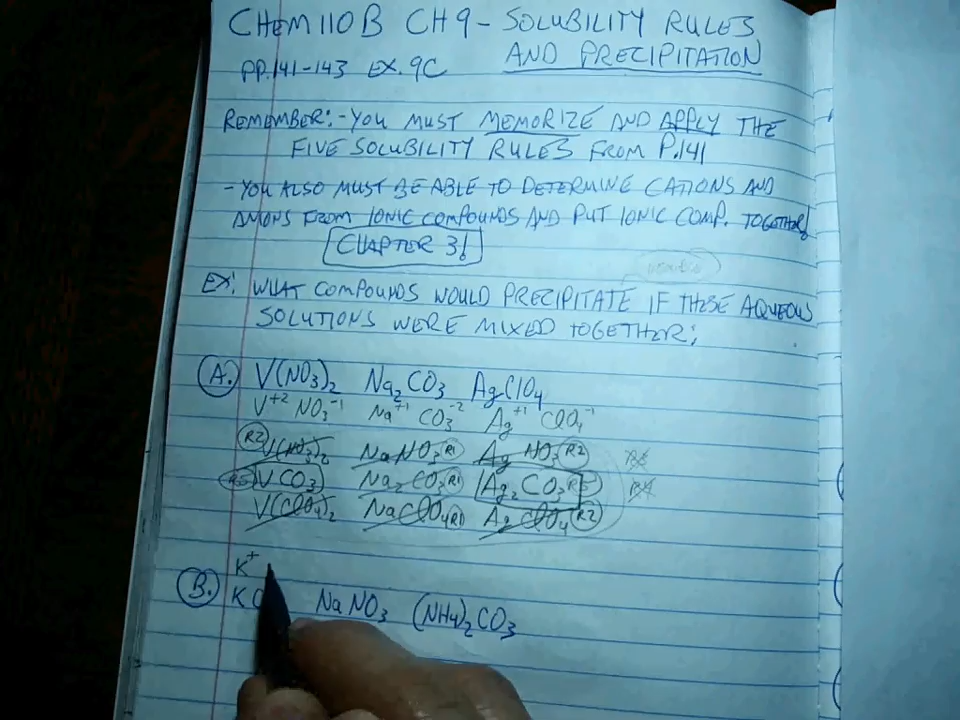 CHEM 110B CH 9 - SOLUBILITY RULES
AND PRECIPITATION
PP. 141-143 EX. 9C
REMEMBER: - YOU MUST MEMORIZE AND APPLY THE
FIVE SOLUBILITY RULES FROM P. 141
- YOU ALSO MUST BE ABLE TO DETERMINE CATIONS AND
ANIONS FROM IONIC COMPOUNDS AND PUT IONIC COMP. TOGETHER!
CHAPTER 3!
EX: WHAT COMPOUNDS WOULD PRECIPITATE IF THESE AQUEOUS
SOLUTIONS WERE MIXED TOGETHER:
A. V(NO3)2 Na2CO3 AgClO4
V+2 NO3-1 Na+1 CO3-2 Ag+1 ClO4-1
R2 V(NO3)2 NaNO3 R1 AgNO3 R2
R5 VCO3 Na2CO3 R1 Ag2CO3 R5
V(ClO4)2 NaClO4 R1 AgClO4 R2
K+
B. K NaNO3 (NH4)2CO3